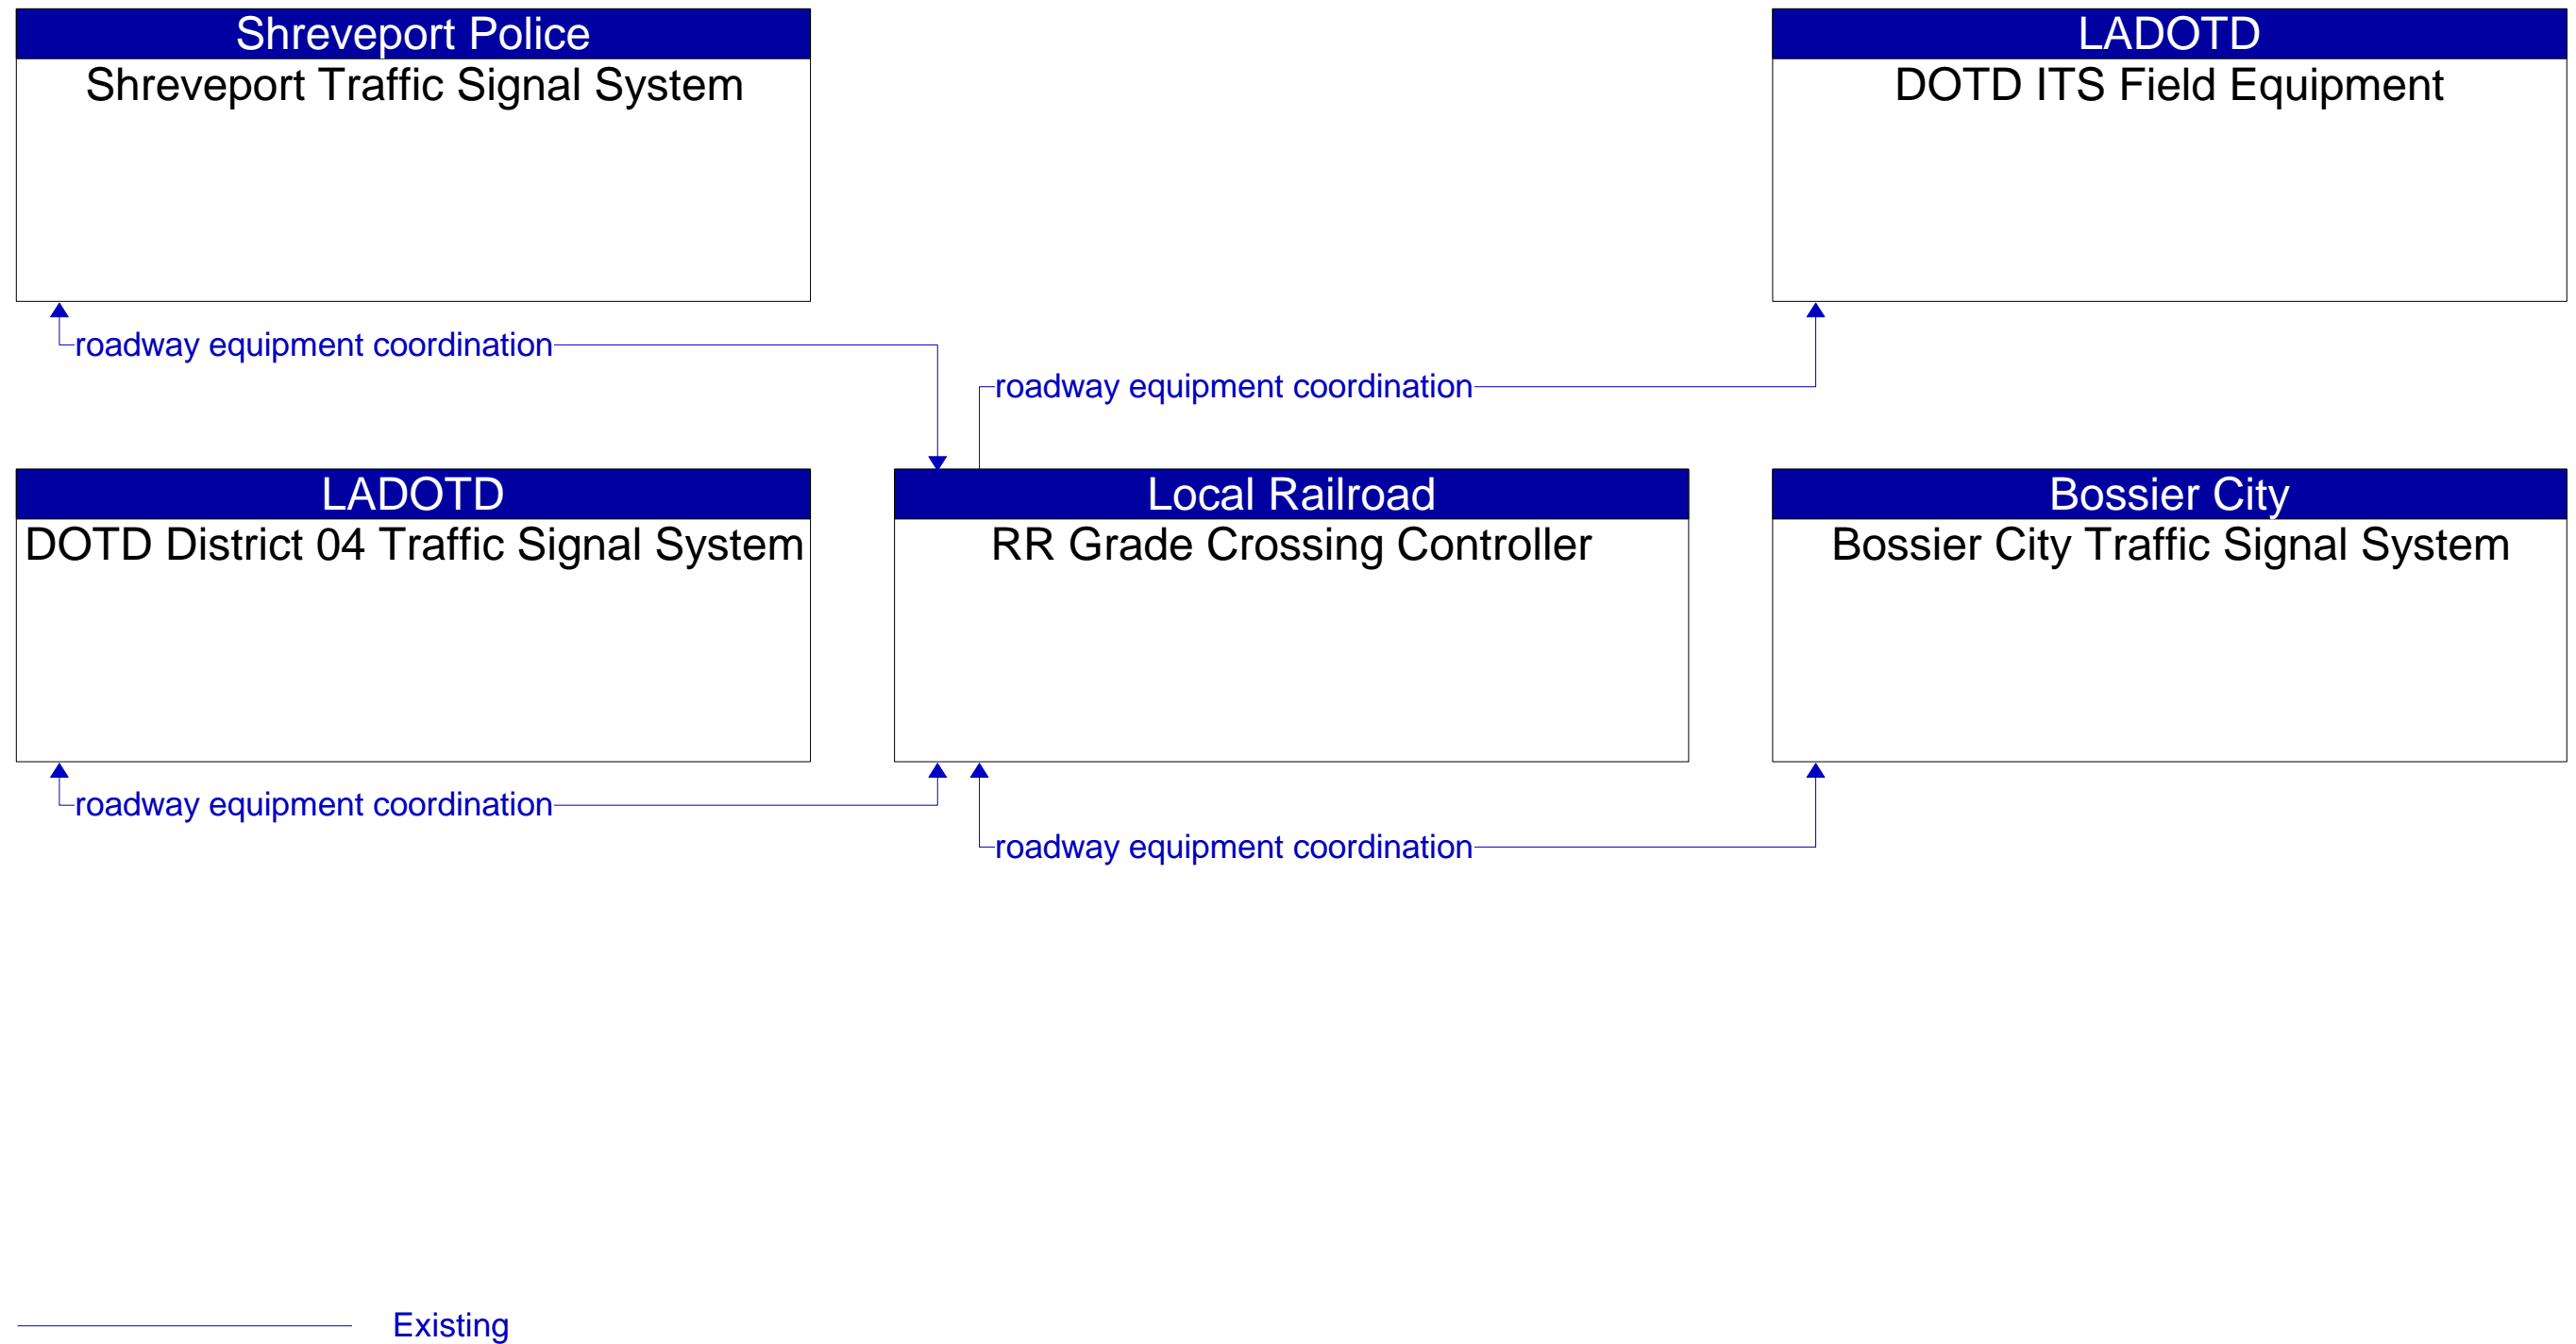 Shreveport Police
Shreveport Traffic Signal System
LADOTD
DOTD ITS Field Equipment
roadway equipment coordination
roadway equipment coordination
LADOTD
DOTD District 04 Traffic Signal System
Local Railroad
RR Grade Crossing Controller
Bossier City
Bossier City Traffic Signal System
roadway equipment coordination
roadway equipment coordination
Existing